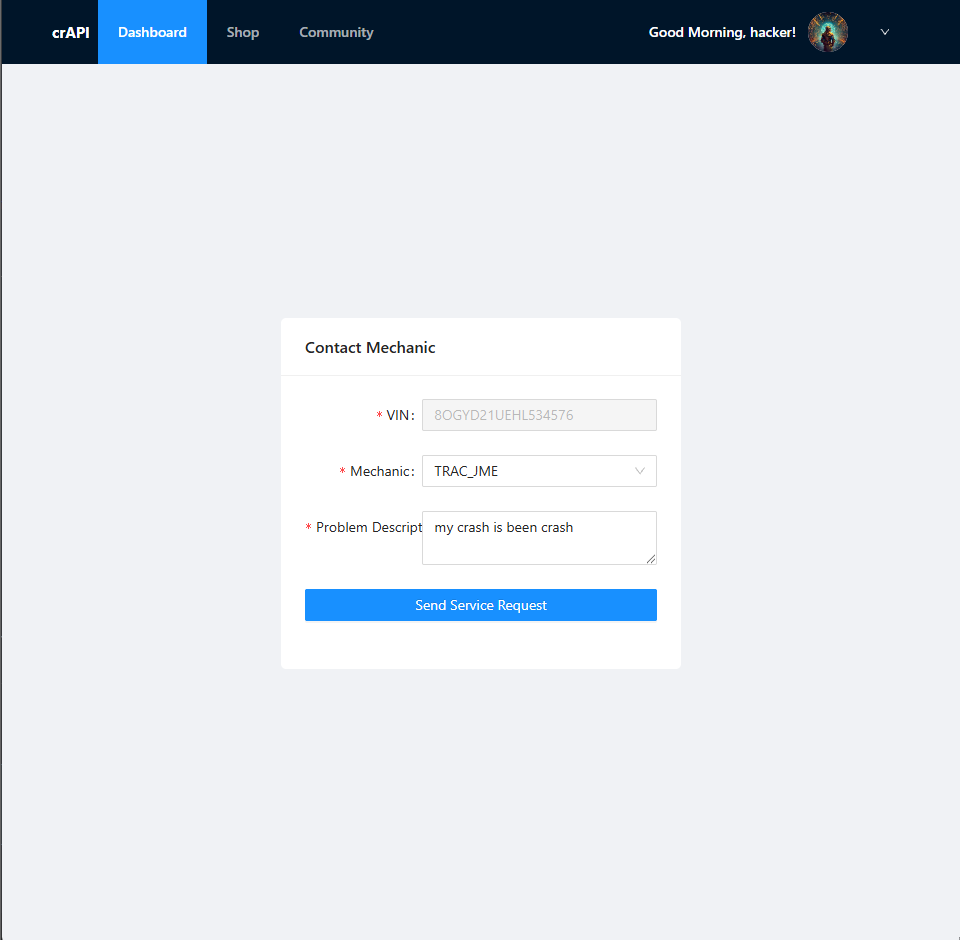 crAPI Dashboard Shop Community Good Morning, hacker!
Contact Mechanic
* VIN: 8OGYD21UEHL534576
* Mechanic: TRAC_JME
* Problem Descript my crash is been crash
Send Service Request